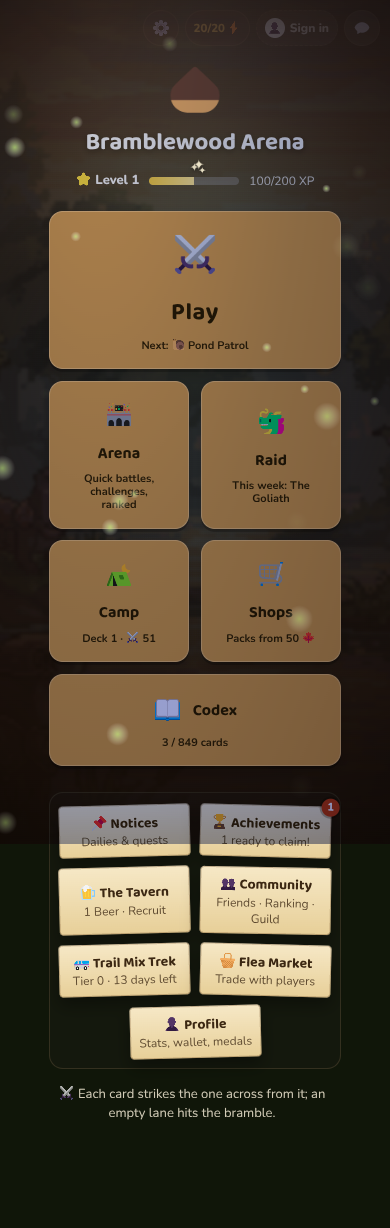 20/20 Sign in
Bramblewood Arena
Level 1 100/200 XP
Play
Next: Pond Patrol
Arena
Quick battles,
challenges,
ranked
Raid
This week: The
Goliath
Camp
Deck 1 · 51
Shops
Packs from 50
Codex
3 / 849 cards
Notices
Dailies & quests
1
Achievements
1 ready to claim!
The Tavern
1 Beer · Recruit
Community
Friends · Ranking ·
Guild
Trail Mix Trek
Tier 0 · 13 days left
Flea Market
Trade with players
Profile
Stats, wallet, medals
Each card strikes the one across from it; an
empty lane hits the bramble.